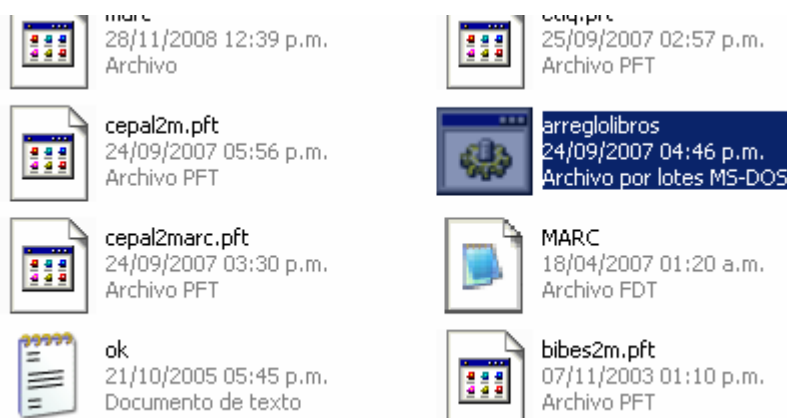 marc
28/11/2008 12:39 p.m.
Archivo
etiq.pft
25/09/2007 02:57 p.m.
Archivo PFT
cepal2m.pft
24/09/2007 05:56 p.m.
Archivo PFT
arreglolibros
24/09/2007 04:46 p.m.
Archivo por lotes MS-DOS
cepal2marc.pft
24/09/2007 03:30 p.m.
Archivo PFT
MARC
18/04/2007 01:20 a.m.
Archivo FDT
ok
21/10/2005 05:45 p.m.
Documento de texto
bibes2m.pft
07/11/2003 01:10 p.m.
Archivo PFT